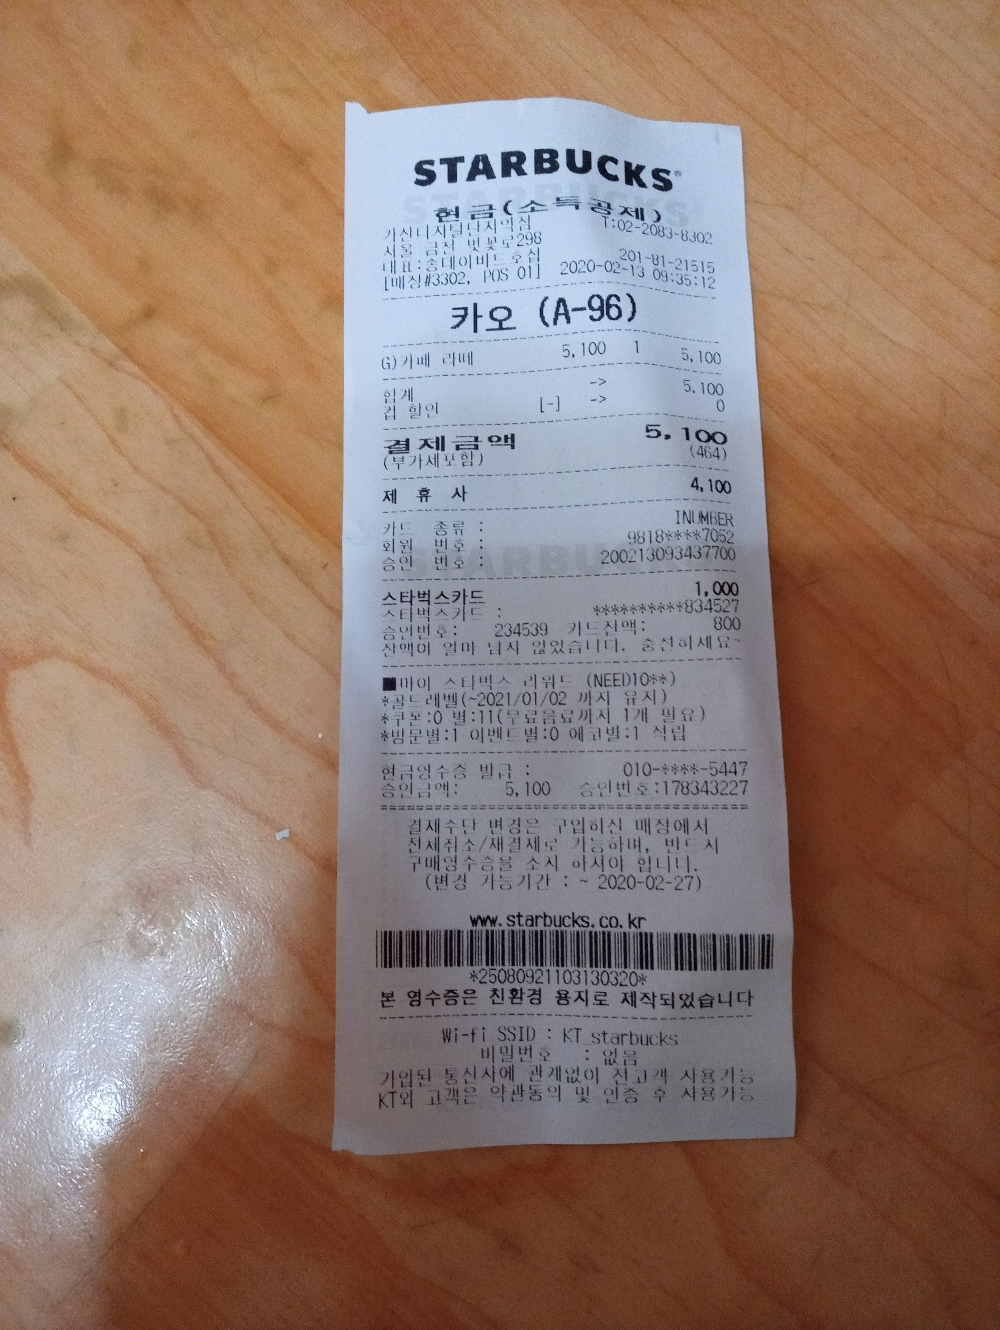 STARBUCKS®
현금(소득공제)
가산디지털단지역점 T:02-2083-8302
서울 금천 벚꽃로298
대표:송데이비드호섭 201-81-21515
[매장#3302, POS 01] 2020-02-13 09:35:12
카오 (A-96)
G)카페 라떼 5,100 1 5,100
합계 -> 5,100
컵 할인 [-] -> 0
결제금액 5,100
(부가세포함) (464)
제 휴 사 4,100
카드 종류 : INUMBER
회원 번호 : 9818****7052
승인 번호 : 200213093437700
스타벅스카드 1,000
스타벅스카드 : **********834527
승인번호: 234539 카드잔액: 800
잔액이 얼마 남지 않았습니다. 충전하세요~
■마이 스타벅스 리워드 (NEED10**)
*골드레벨(~2021/01/02 까지 유지)
*쿠폰:0 별:11(무료음료까지 1개 필요)
*방문별:1 이벤트별:0 에코별:1 적립
현금영수증 발급 : 010-****-5447
승인금액: 5,100 승인번호:178343227
결제수단 변경은 구입하신 매장에서
전체취소/재결제로 가능하며, 반드시
구매영수증을 소지 하셔야 합니다.
(변경 가능기간 : ~ 2020-02-27)
www.starbucks.co.kr
*25080921103130320*
본 영수증은 친환경 용지로 제작되었습니다
Wi-fi SSID : KT_starbucks
비밀번호 : 없음
가입된 통신사에 관계없이 전고객 사용가능
KT외 고객은 약관동의 및 인증 후 사용가능